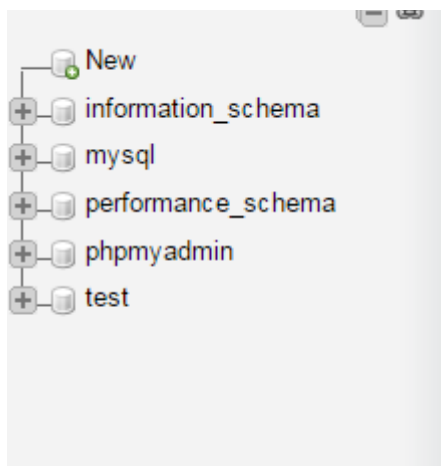 New
information_schema
mysql
performance_schema
phpmyadmin
test